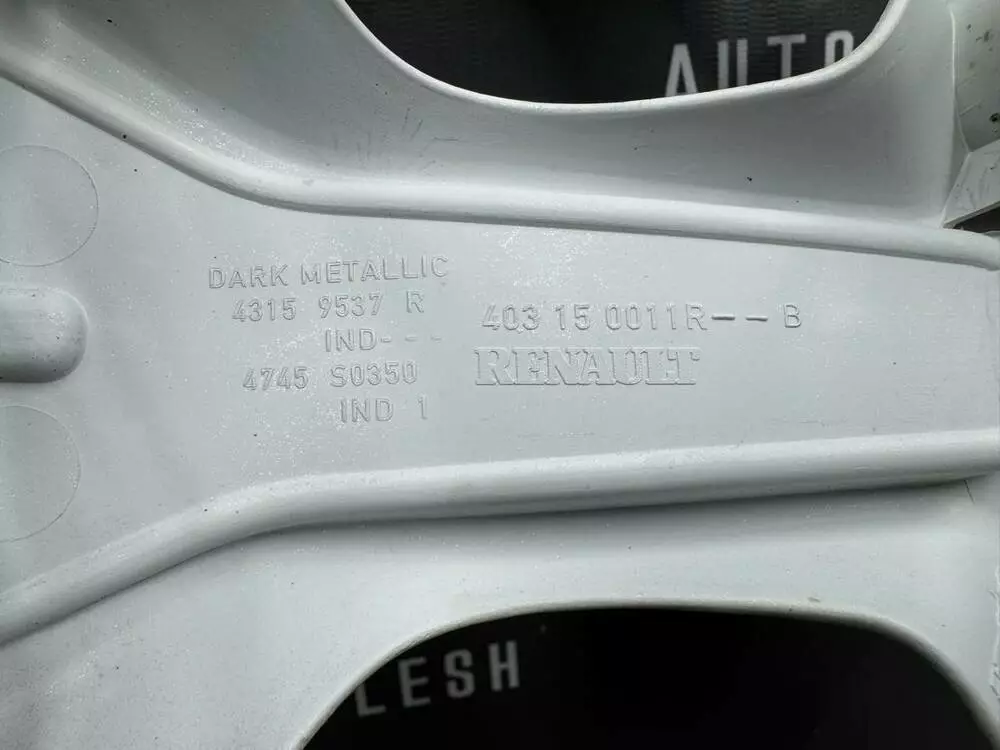 AUTO
DARK METALLIC
4315 9537 R
IND---
4745 S0350
IND 1
403 15 0011R--B
RENAULT
LESH